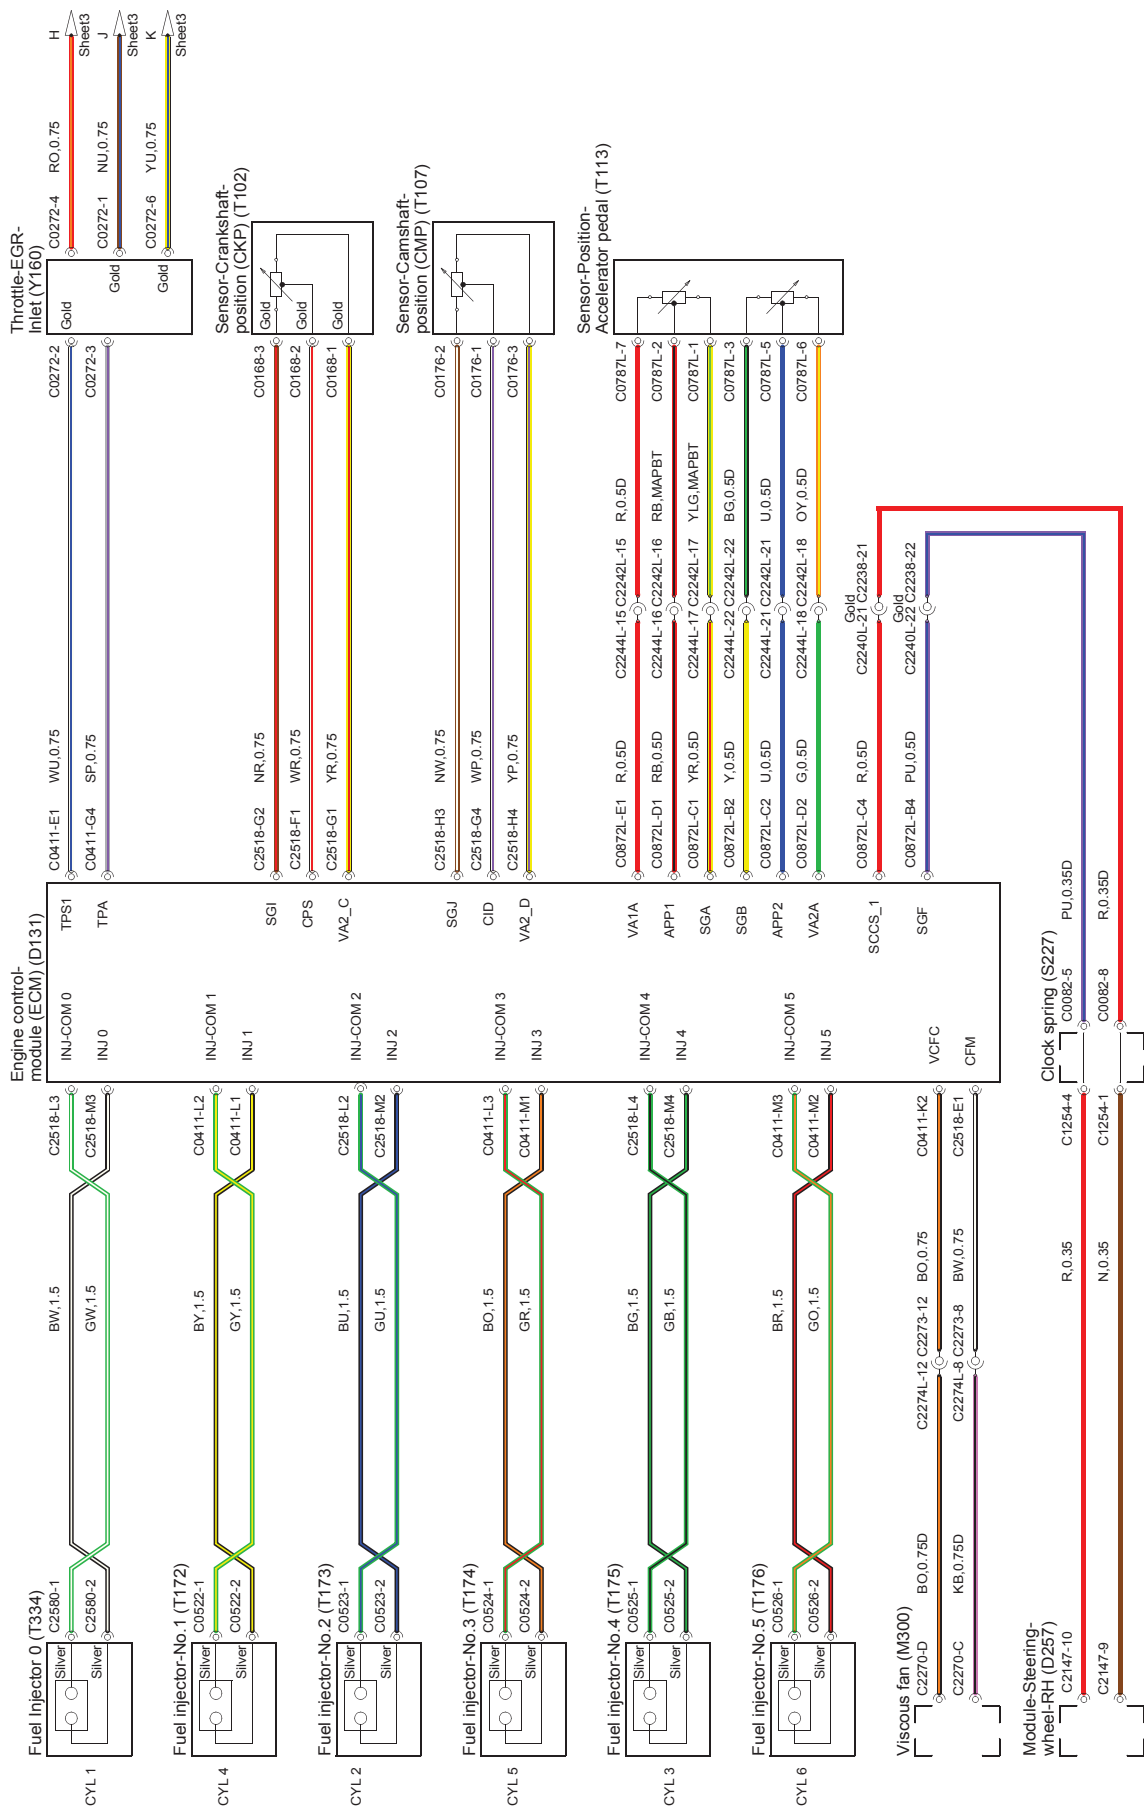 Throttle-EGR-
Inlet (Y160)
H
Sheet3
J
Sheet3
K
Sheet3
C0272-4 RO,0.75
C0272-1 NU,0.75
C0272-6 YU,0.75
Gold
Gold
Gold
C0411-E1 WU,0.75 C0272-2
C0411-G4 SP,0.75 C0272-3
Sensor-Crankshaft-
position (CKP) (T102)
Gold
Gold
Gold
C2518-G2 NR,0.75 C0168-3
C2518-F1 WR,0.75 C0168-2
C2518-G1 YR,0.75 C0168-1
Sensor-Camshaft-
position (CMP) (T107)
C2518-H3 NW,0.75 C0176-2
C2518-G4 WP,0.75 C0176-1
C2518-H4 YP,0.75 C0176-3
Sensor-Position-
Accelerator pedal (T113)
C0872L-E1 R,0.5D C2244L-15 C2242L-15 R,0.5D C0787L-7
C0872L-D1 RB,0.5D C2244L-16 C2242L-16 RB,MAPBT C0787L-2
C0872L-C1 YR,0.5D C2244L-17 C2242L-17 YLG,MAPBT C0787L-1
C0872L-B2 Y,0.5D C2244L-22 C2242L-22 BG,0.5D C0787L-3
C0872L-C2 U,0.5D C2244L-21 C2242L-21 U,0.5D C0787L-5
C0872L-D2 G,0.5D C2244L-18 C2242L-18 OY,0.5D C0787L-6
C0872L-C4 R,0.5D C2240L-21 Gold C2238-21
C0872L-B4 PU,0.5D C2240L-22 Gold C2238-22
Engine control-
module (ECM) (D131)
TPS1
TPA
SGI
CPS
VA2_C
SGJ
CID
VA2_D
VA1A
APP1
SGA
SGB
APP2
VA2A
SCCS_1
SGF
INJ-COM 0
INJ 0
INJ-COM 1
INJ 1
INJ-COM 2
INJ 2
INJ-COM 3
INJ 3
INJ-COM 4
INJ 4
INJ-COM 5
INJ 5
VCFC
CFM
Clock spring (S227)
C0082-5 PU,0.35D
C0082-8 R,0.35D
CYL 1
Fuel Injector 0 (T334)
Silver
Silver
C2580-1 BW,1.5 C2518-L3
C2580-2 GW,1.5 C2518-M3
CYL 4
Fuel injector-No.1 (T172)
Silver
Silver
C0522-1 BY,1.5 C0411-L2
C0522-2 GY,1.5 C0411-L1
CYL 2
Fuel injector-No.2 (T173)
Silver
Silver
C0523-1 BU,1.5 C2518-L2
C0523-2 GU,1.5 C2518-M2
CYL 5
Fuel injector-No.3 (T174)
Silver
Silver
C0524-1 BO,1.5 C0411-L3
C0524-2 GR,1.5 C0411-M1
CYL 3
Fuel injector-No.4 (T175)
Silver
Silver
C0525-1 BG,1.5 C2518-L4
C0525-2 GB,1.5 C2518-M4
CYL 6
Fuel injector-No.5 (T176)
Silver
Silver
C0526-1 BR,1.5 C0411-M3
C0526-2 GO,1.5 C0411-M2
Viscous fan (M300)
C2270-D BO,0.75D C2274L-12 C2273-12 BO,0.75 C0411-K2
C2270-C KB,0.75D C2274L-8 C2273-8 BW,0.75 C2518-E1
Module-Steering-
wheel-RH (D257)
C2147-10 R,0.35 C1254-4
C2147-9 N,0.35 C1254-1